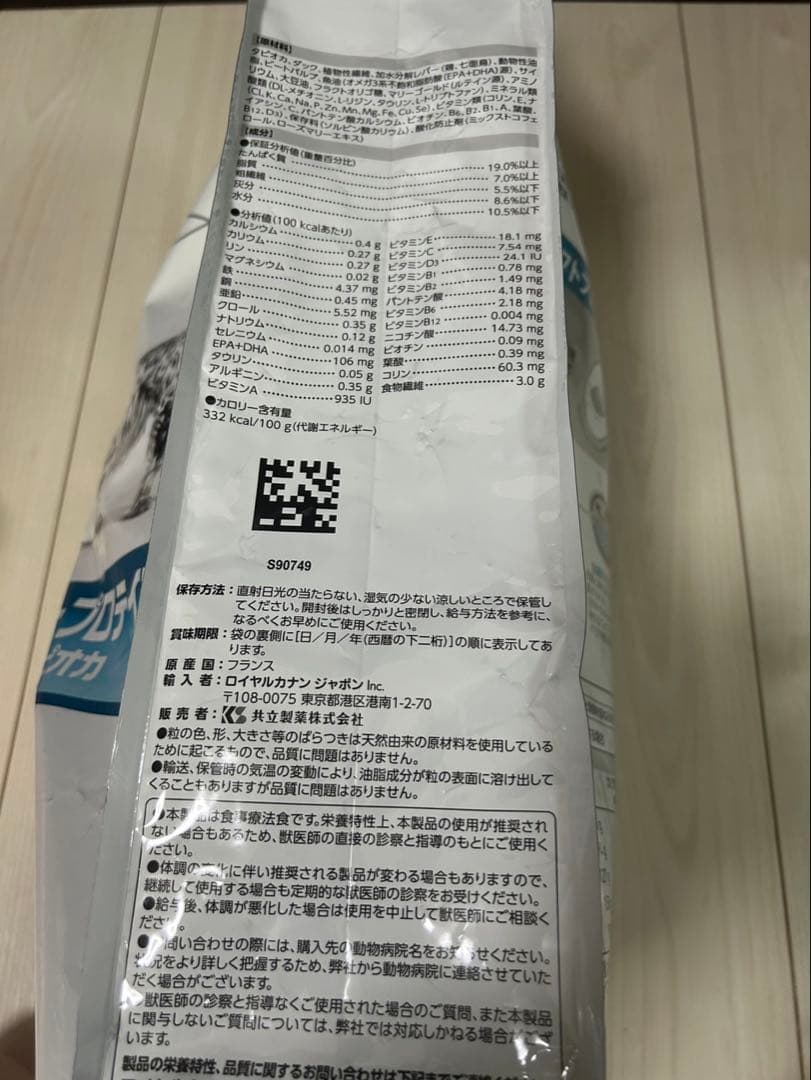 【原材料】
タピオカ、ダック、植物性繊維、加水分解レバー(鶏、七面鳥)、動物性油
脂、ビートパルプ、魚油(オメガ3系不飽和脂肪酸(EPA+DHA)源)、サイ
リウム、大豆油、フラクトオリゴ糖、マリーゴールド(ルテイン源)、アミノ
酸類(DL-メチオニン、L-リジン、タウリン、L-トリプトファン)、ミネラル類
(Cl、K、Ca、Na、P、Zn、Mn、Mg、Fe、Cu、Se)、ビタミン類(コリン、E、ナ
イアシン、C、パントテン酸カルシウム、ビオチン、B6、B2、B1、A、葉酸、
B12、D3)、保存料(ソルビン酸カリウム)、酸化防止剤(ミックストコフェ
ロール、ローズマリーエキス)
【成分】
●保証分析値(重量百分比)
たんぱく質 19.0%以上
脂質 7.0%以上
粗繊維 5.5%以下
灰分 8.6%以下
水分 10.5%以下
●分析値(100 kcalあたり)
カルシウム 0.4 g
カリウム 0.27 g
リン 0.27 g
マグネシウム 0.02 g
鉄 4.37 mg
銅 0.45 mg
亜鉛 5.52 mg
クロール 0.35 g
ナトリウム 0.12 g
セレニウム 0.014 mg
EPA+DHA 106 mg
タウリン 0.05 g
アルギニン 0.35 g
ビタミンA 935 IU
ビタミンE 18.1 mg
ビタミンC 7.54 mg
ビタミンD3 24.1 IU
ビタミンB1 0.78 mg
ビタミンB2 1.49 mg
パントテン酸 4.18 mg
ビタミンB6 2.18 mg
ビタミンB12 0.004 mg
ニコチン酸 14.73 mg
ビオチン 0.09 mg
葉酸 0.39 mg
コリン 60.3 mg
食物繊維 3.0 g
●カロリー含有量
332 kcal/100 g(代謝エネルギー)
S90749
保存方法:直射日光の当たらない、湿気の少ない涼しいところで保管し
てください。開封後はしっかりと密閉し、給与方法を参考に、
なるべくお早めにご使用ください。
賞味期限:袋の裏側に[日/月/年(西暦の下二桁)]の順に表示してあ
ります。
原産国:フランス
輸入者:ロイヤルカナン ジャポン Inc.
〒108-0075 東京都港区港南1-2-70
販売者:KS 共立製薬株式会社
●粒の色、形、大きさ等のばらつきは天然由来の原材料を使用している
ために起こるもので、品質に問題はありません。
●輸送、保管時の気温の変動により、油脂成分が粒の表面に溶け出して
くることもありますが品質に問題はありません。
●本製品は食事療法食です。栄養特性上、本製品の使用が推奨され
ない場合もあるため、獣医師の直接の診察と指導のもとにご使用く
ださい。
●体調の変化に伴い推奨される製品が変わる場合もありますので、
継続して使用する場合も定期的な獣医師の診察をお受けください。
●給与後、体調が悪化した場合は使用を中止して獣医師にご相談く
ださい。
●お問い合わせの際には、購入先の動物病院名をお知らせください。
状況をより詳しく把握するため、弊社から動物病院に連絡させていた
だく場合がございます。
●獣医師の診察と指導なくご使用された場合のご質問、また本製品
に関与しないご質問については、弊社では対応しかねる場合がござ
います。
製品の栄養特性、品質に関するお問い合わせは下記までご連絡ください
プロテイ
ピオカ